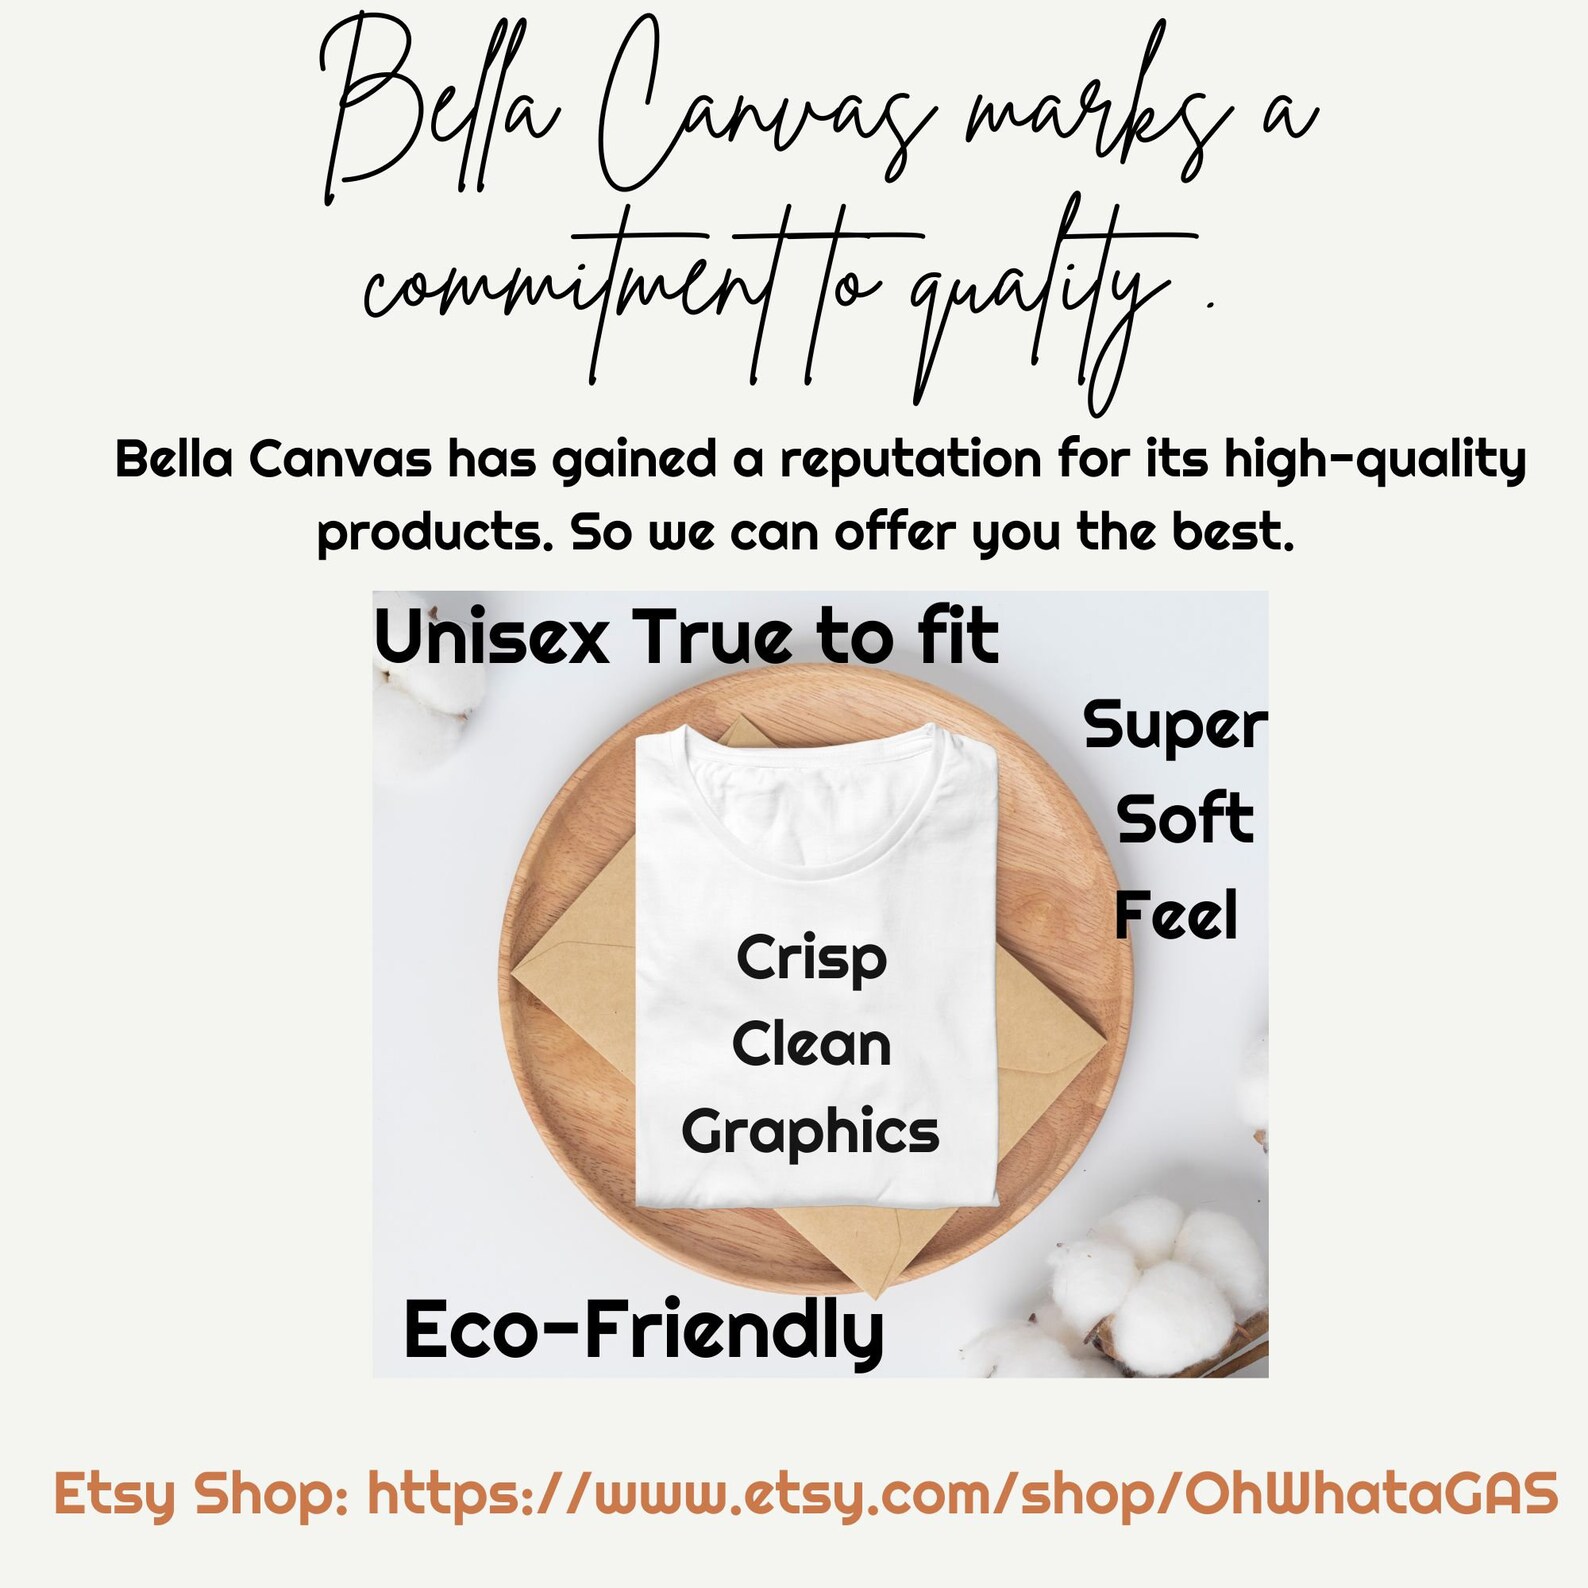 Bella Canvas marks a
commitment to quality .
Bella Canvas has gained a reputation for its high-quality
products. So we can offer you the best.
Unisex True to fit
Super
Soft
Feel
Crisp
Clean
Graphics
Eco-Friendly
Etsy Shop: https://www.etsy.com/shop/OhWhataGAS